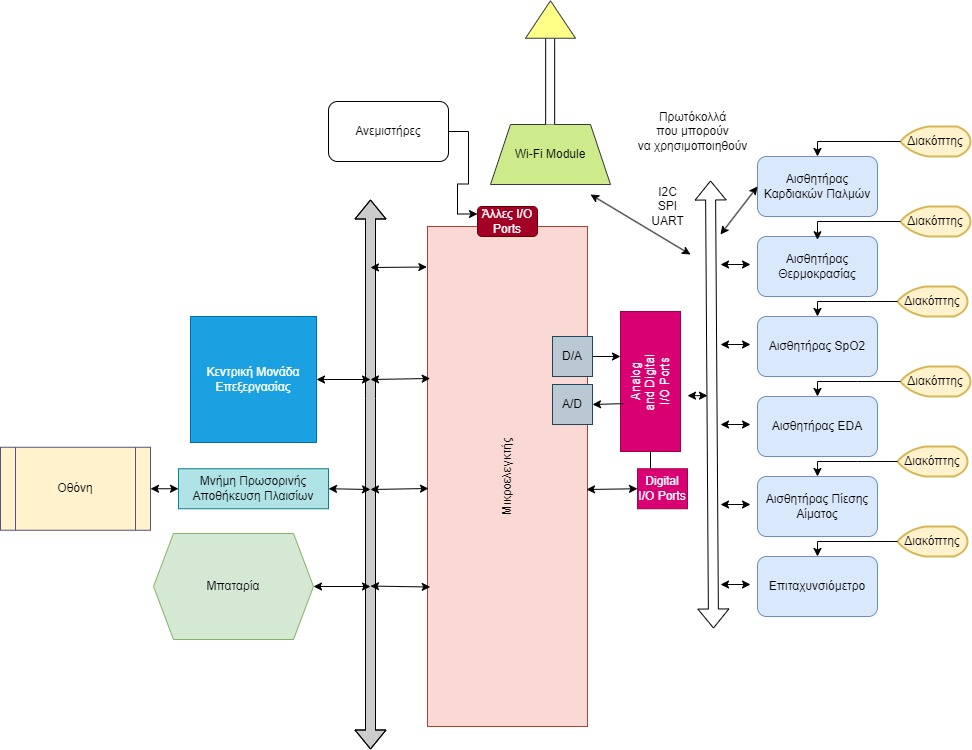 Ανεμιστήρες
Wi-Fi Module
Πρωτόκολλά
που μπορούν
να χρησιμοποιηθούν
I2C
SPI
UART
Άλλες I/O
Ports
Διακόπτης
Αισθητήρας
Καρδιακών Παλμών
Διακόπτης
Αισθητήρας
Θερμοκρασίας
Διακόπτης
Αισθητήρας SpO2
Διακόπτης
Αισθητήρας EDA
Διακόπτης
Αισθητήρας Πίεσης
Αίματος
Διακόπτης
Επιταχυνσιόμετρο
Κεντρική Μονάδα
Επεξεργασίας
D/A
A/D
Analog
and Digital
I/O Ports
Digital
I/O Ports
Μικροελεγκτής
Οθόνη
Μνήμη Πρωσορινής
Αποθήκευση Πλαισίων
Μπαταρία